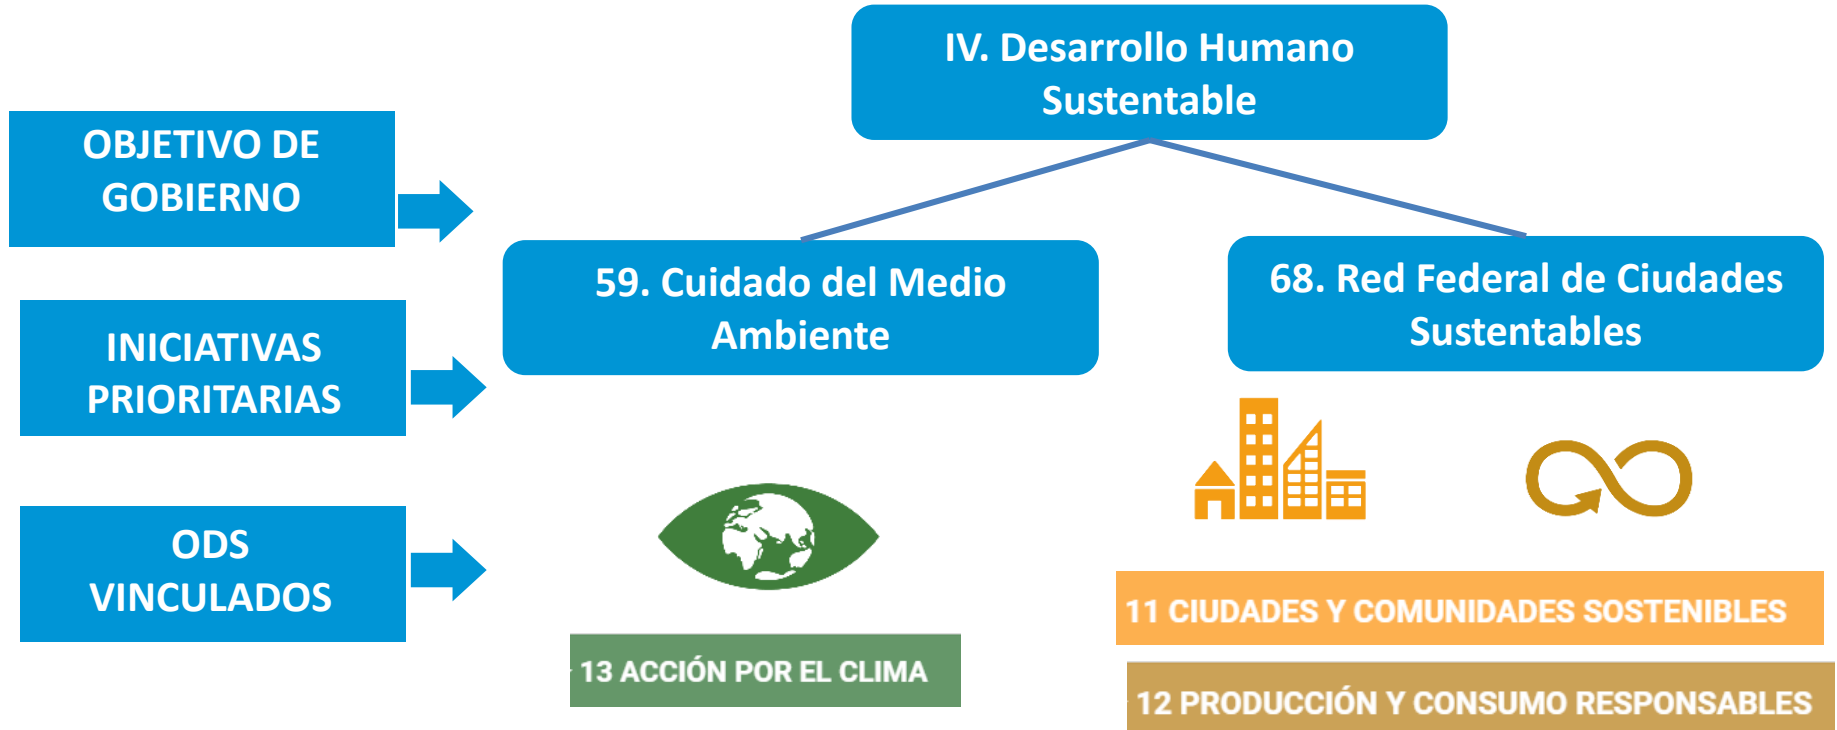 IV. Desarrollo Humano
Sustentable
OBJETIVO DE
GOBIERNO
59. Cuidado del Medio
Ambiente
68. Red Federal de Ciudades
Sustentables
INICIATIVAS
PRIORITARIAS
ODS
VINCULADOS
13 ACCIÓN POR EL CLIMA
11 CIUDADES Y COMUNIDADES SOSTENIBLES
12 PRODUCCIÓN Y CONSUMO RESPONSABLES